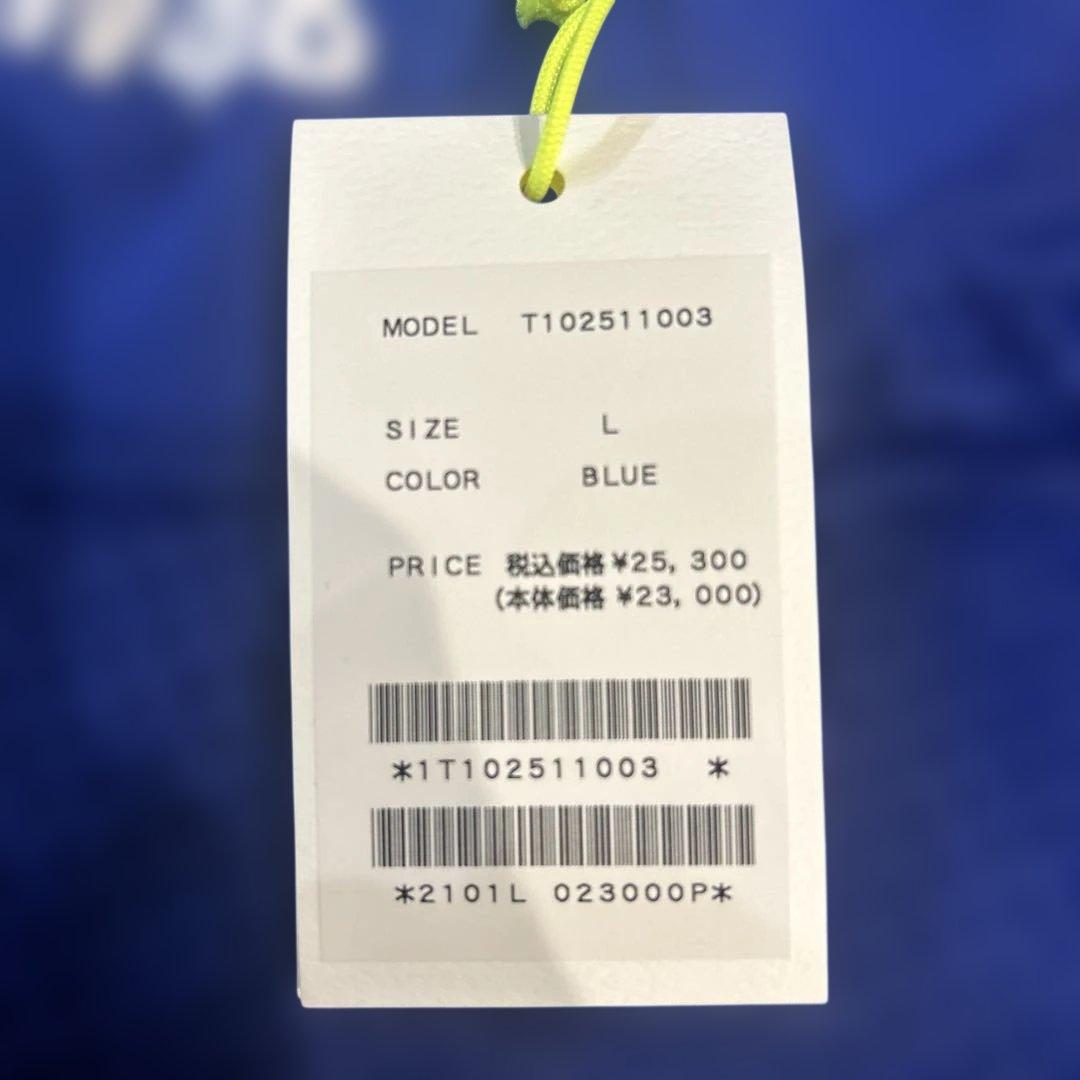 MODEL T102511003
SIZE L
COLOR BLUE
PRICE 税込価格 ¥25, 300
(本体価格 ¥23, 000)
*1T102511003 *
*2101L 023000P*